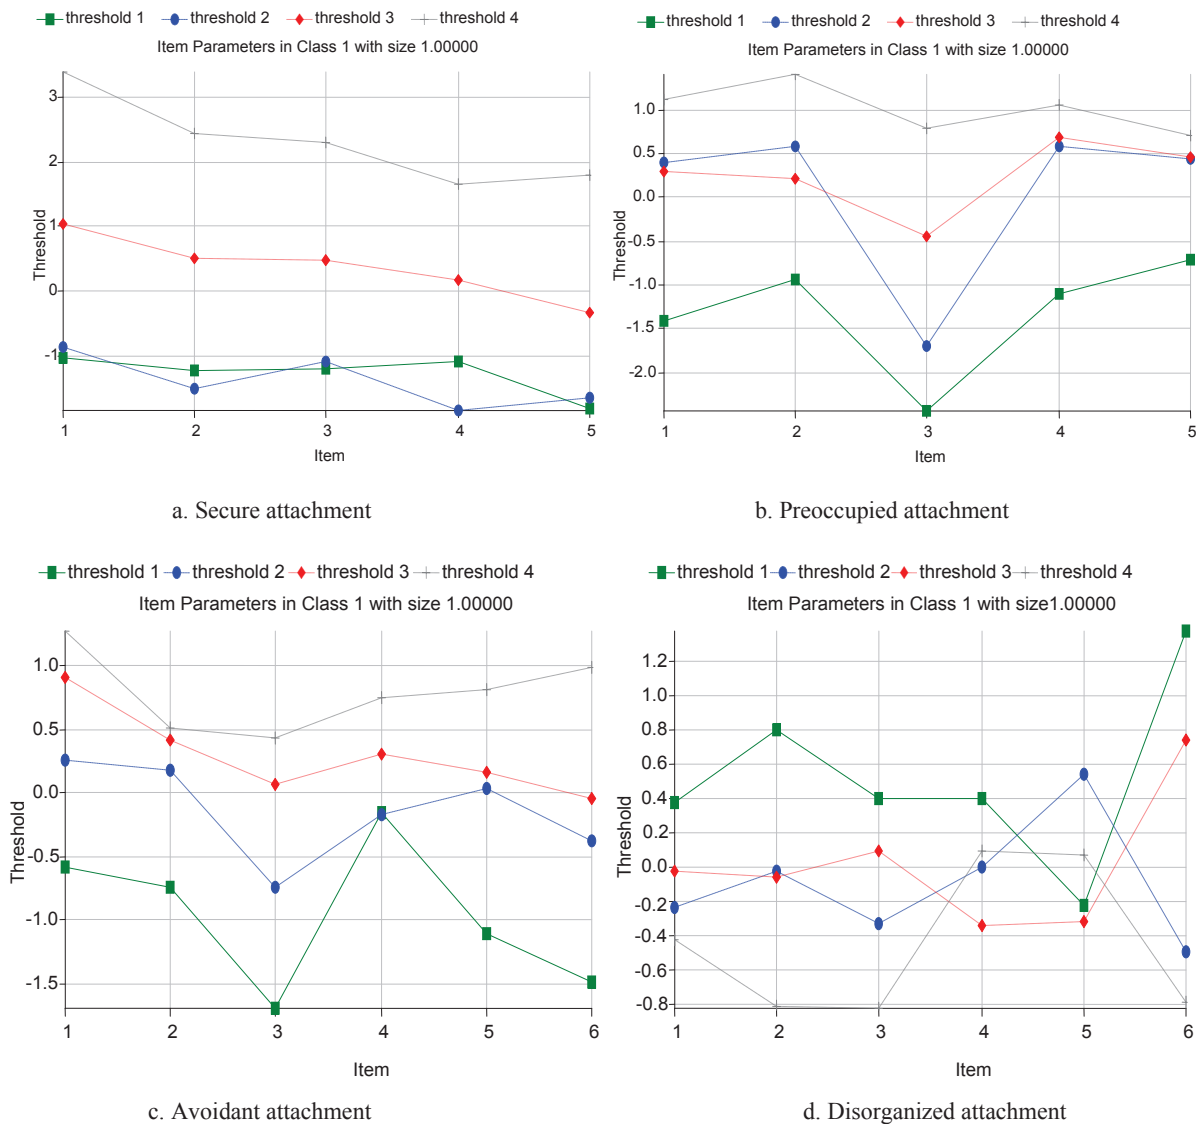 threshold 1 threshold 2 threshold 3 threshold 4
Item Parameters in Class 1 with size 1.00000
Threshold
3
2
1
0
-1
1 2 3 4 5
Item
a. Secure attachment
threshold 1 threshold 2 threshold 3 threshold 4
Item Parameters in Class 1 with size 1.00000
Threshold
1.0
0.5
0.0
-0.5
-1.0
-1.5
-2.0
1 2 3 4 5
Item
b. Preoccupied attachment
threshold 1 threshold 2 threshold 3 threshold 4
Item Parameters in Class 1 with size 1.00000
Threshold
1.0
0.5
0.0
-0.5
-1.0
-1.5
1 2 3 4 5 6
Item
c. Avoidant attachment
threshold 1 threshold 2 threshold 3 threshold 4
Item Parameters in Class 1 with size1.00000
Threshold
1.2
1.0
0.8
0.6
0.4
0.2
0.0
-0.2
-0.4
-0.6
-0.8
1 2 3 4 5 6
Item
d. Disorganized attachment